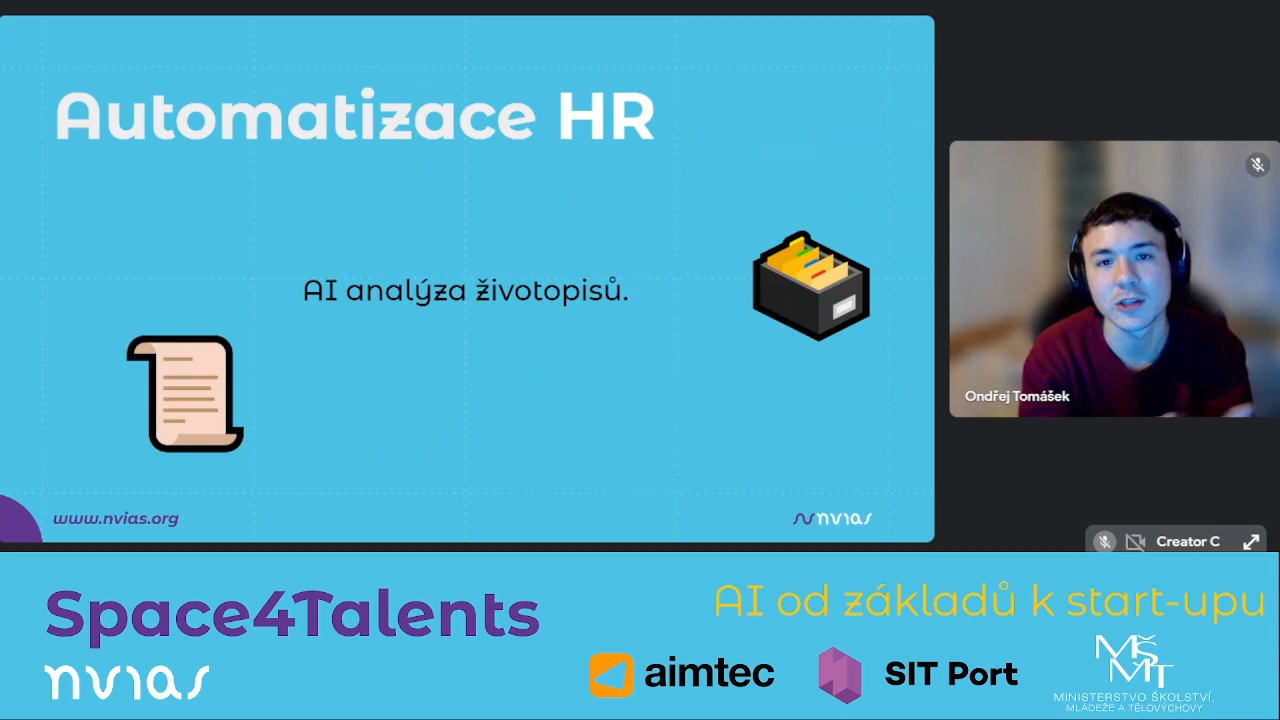 Automatizace HR
AI analýza životopisů.
www.nvias.org
nvias
Ondřej Tomášek
Creator C
Space4Talents
nvias
AI od základů k start-upu
aimtec
SIT Port
MŠMT
MINISTERSTVO ŠKOLSTVÍ,
MLÁDEŽE A TĚLOVÝCHOVY